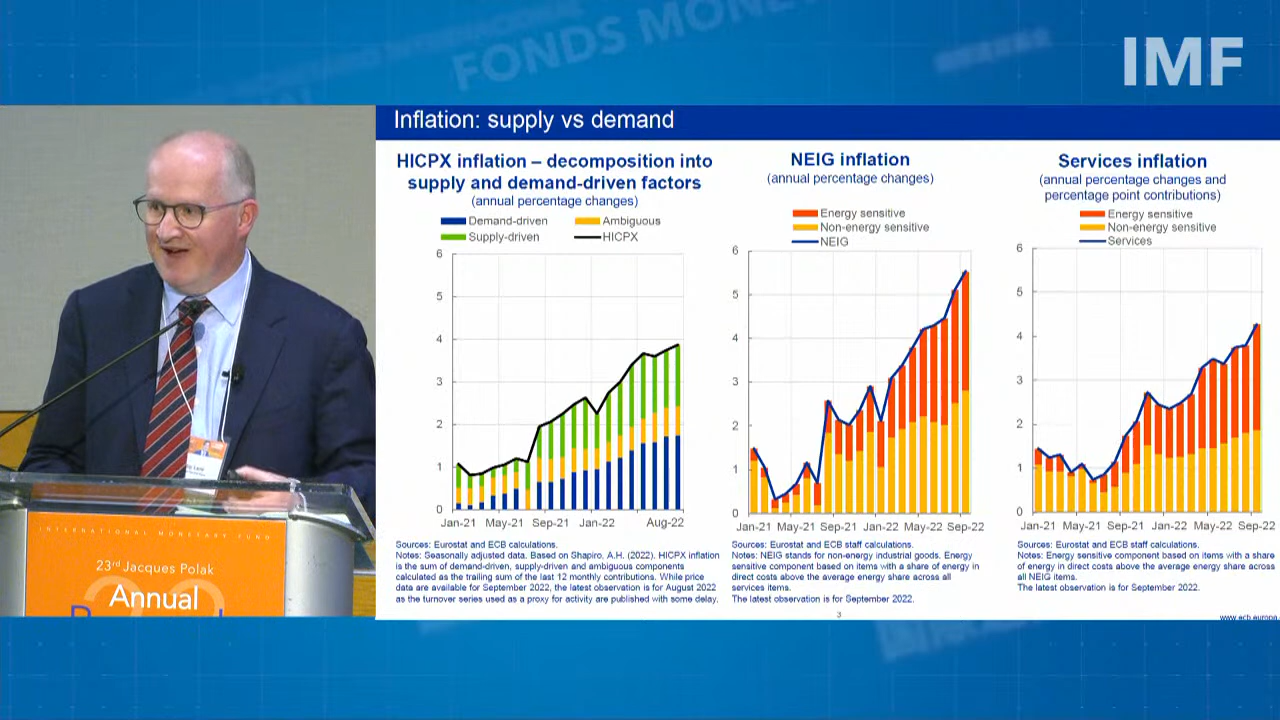 FONDS MONE
IMF
Inflation: supply vs demand
HICPX inflation – decomposition into
supply and demand-driven factors
(annual percentage changes)
Demand-driven
Ambiguous
Supply-driven
HICPX
6
5
4
3
2
1
0
Jan-21 May-21 Sep-21 Jan-22 Aug-22
Sources: Eurostat and ECB calculations.
Notes: Seasonally adjusted data. Based on Shapiro, A.H. (2022). HICPX inflation
is the sum of demand-driven, supply-driven and ambiguous components
calculated as the trailing sum of the last 12 monthly contributions. While price
data are available for September 2022, the latest observation is for August 2022
as the turnover series used as a proxy for activity are published with some delay.
NEIG inflation
(annual percentage changes)
Energy sensitive
Non-energy sensitive
NEIG
6
5
4
3
2
1
0
Jan-21 May-21 Sep-21 Jan-22 May-22 Sep-22
Sources: Eurostat and ECB staff calculations.
Notes: NEIG stands for non-energy industrial goods. Energy
sensitive component based on items with a share of energy in
direct costs above the average energy share across all
services items.
The latest observation is for September 2022.
Services inflation
(annual percentage changes and
percentage point contributions)
Energy sensitive
Non-energy sensitive
Services
6
5
4
3
2
1
0
Jan-21 May-21 Sep-21 Jan-22 May-22 Sep-22
Sources: Eurostat and ECB staff calculations.
Notes: Energy sensitive component based on items with a share
of energy in direct costs above the average energy share across
all NEIG items.
The latest observation is for September 2022.
3
www.ecb.europa
INTERNATIONAL MONETARY FUND
23rd Jacques Polak
Annual